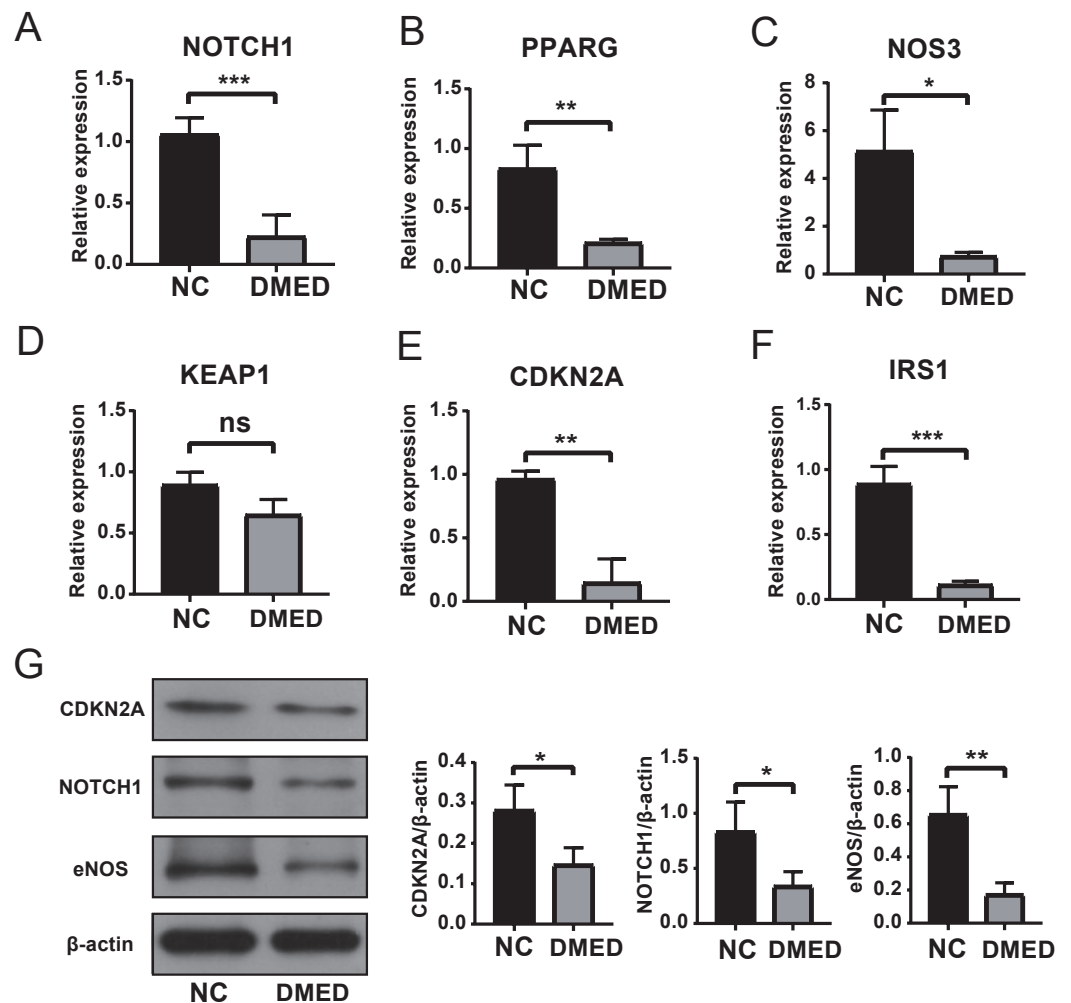 A
NOTCH1
Relative expression
1.5
1.0
0.5
0.0
***
NC DMED
B
PPARG
Relative expression
1.5
1.0
0.5
0.0
**
NC DMED
C
NOS3
Relative expression
8
6
4
2
0
*
NC DMED
D
KEAP1
Relative expression
1.5
1.0
0.5
0.0
ns
NC DMED
E
CDKN2A
Relative expression
1.5
1.0
0.5
0.0
**
NC DMED
F
IRS1
Relative expression
1.5
1.0
0.5
0.0
***
NC DMED
G
CDKN2A
NOTCH1
eNOS
β-actin
NC DMED
CDKN2A/β-actin
0.4
0.3
0.2
0.1
0.0
*
NC DMED
NOTCH1/β-actin
1.5
1.0
0.5
0.0
*
NC DMED
eNOS/β-actin
0.8
0.6
0.4
0.2
0.0
**
NC DMED